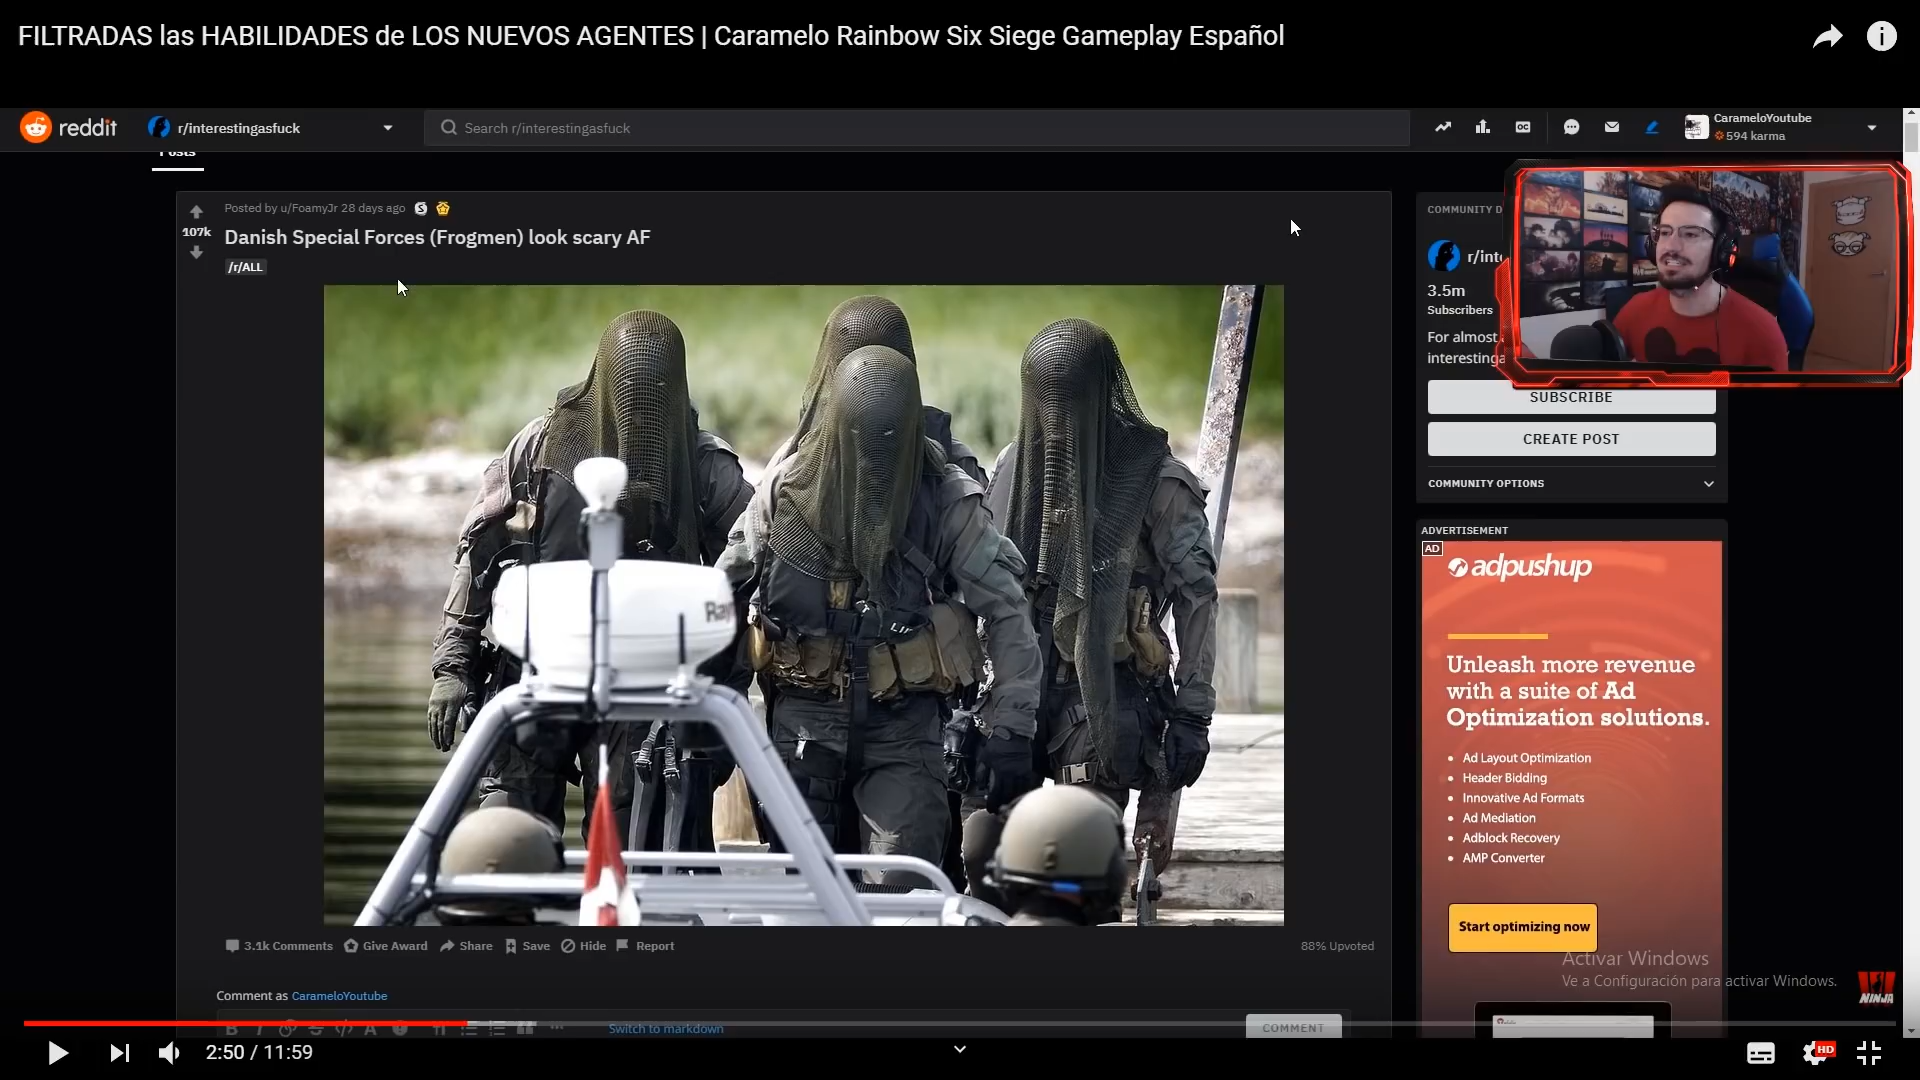 FILTRADAS las HABILIDADES de LOS NUEVOS AGENTES | Caramelo Rainbow Six Siege Gameplay Español
reddit
r/interestingasfuck
Search r/interestingasfuck
CarameloYoutube
594 karma
Posts
Posted by u/FoamyJr 28 days ago
107k
Danish Special Forces (Frogmen) look scary AF
/r/ALL
3.1k Comments Give Award Share Save Hide Report
88% Upvoted
Comment as CarameloYoutube
Switch to markdown
COMMENT
COMMUNITY D
r/inte
3.5m
Subscribers
For almost
interestinga
SUBSCRIBE
CREATE POST
COMMUNITY OPTIONS
ADVERTISEMENT
AD
adpushup
Unleash more revenue
with a suite of Ad
Optimization solutions.
Ad Layout Optimization
Header Bidding
Innovative Ad Formats
Ad Mediation
Adblock Recovery
AMP Converter
Start optimizing now
Activar Windows
Ve a Configuración para activar Windows.
NINJA
2:50 / 11:59
HD